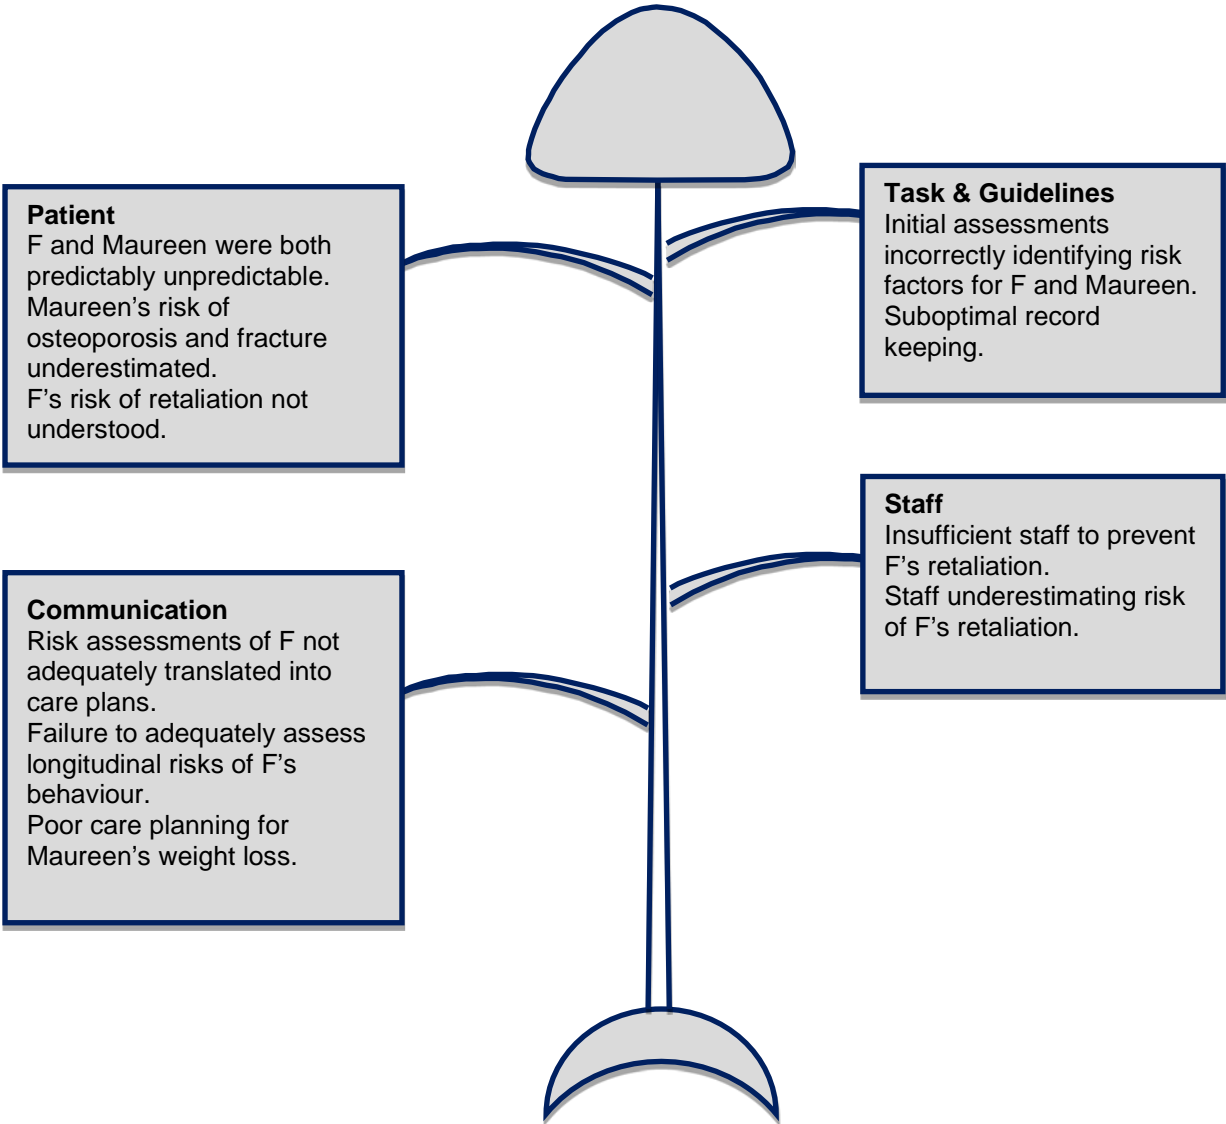 Patient
F and Maureen were both
predictably unpredictable.
Maureen’s risk of
osteoporosis and fracture
underestimated.
F’s risk of retaliation not
understood.
Task & Guidelines
Initial assessments
incorrectly identifying risk
factors for F and Maureen.
Suboptimal record
keeping.
Communication
Risk assessments of F not
adequately translated into
care plans.
Failure to adequately assess
longitudinal risks of F’s
behaviour.
Poor care planning for
Maureen’s weight loss.
Staff
Insufficient staff to prevent
F’s retaliation.
Staff underestimating risk
of F’s retaliation.